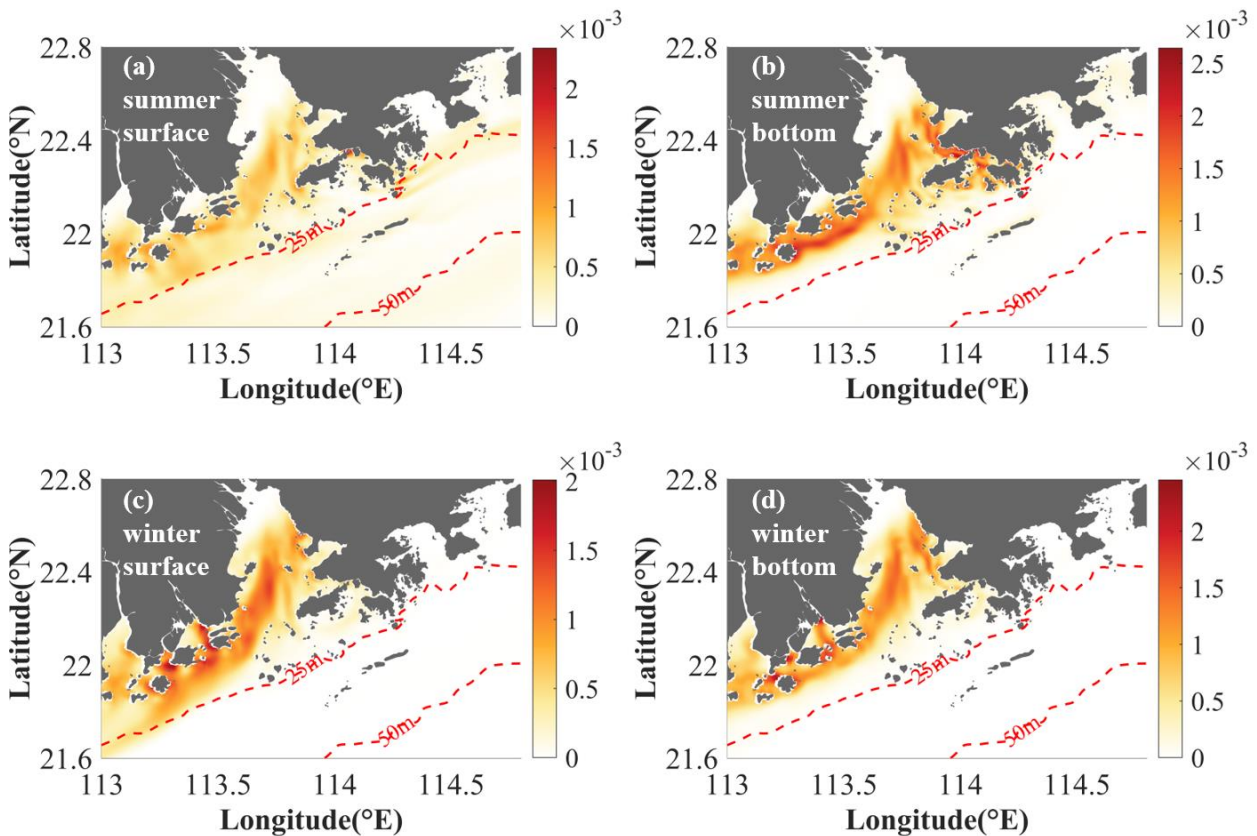 ×10⁻³
(a)
summer
surface
25m
50m
22.8
22.4
22
21.6
Latitude(°N)
113
113.5
114
114.5
Longitude(°E)
2
1.5
1
0.5
0
×10⁻³
(b)
summer
bottom
25m
50m
22.8
22.4
22
21.6
Latitude(°N)
113
113.5
114
114.5
Longitude(°E)
2.5
2
1.5
1
0.5
0
×10⁻³
(c)
winter
surface
25m
50m
22.8
22.4
22
21.6
Latitude(°N)
113
113.5
114
114.5
Longitude(°E)
2
1.5
1
0.5
0
×10⁻³
(d)
winter
bottom
25m
50m
22.8
22.4
22
21.6
Latitude(°N)
113
113.5
114
114.5
Longitude(°E)
2
1.5
1
0.5
0